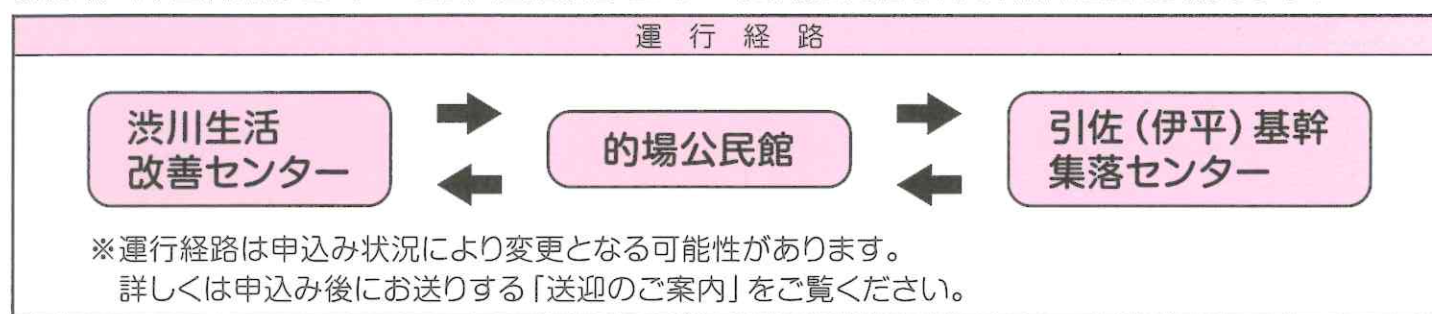 運行経路
渋川生活
改善センター
的場公民館
引佐(伊平)基幹
集落センター
※運行経路は申込み状況により変更となる可能性があります。
詳しくは申込み後にお送りする「送迎のご案内」をご覧ください。